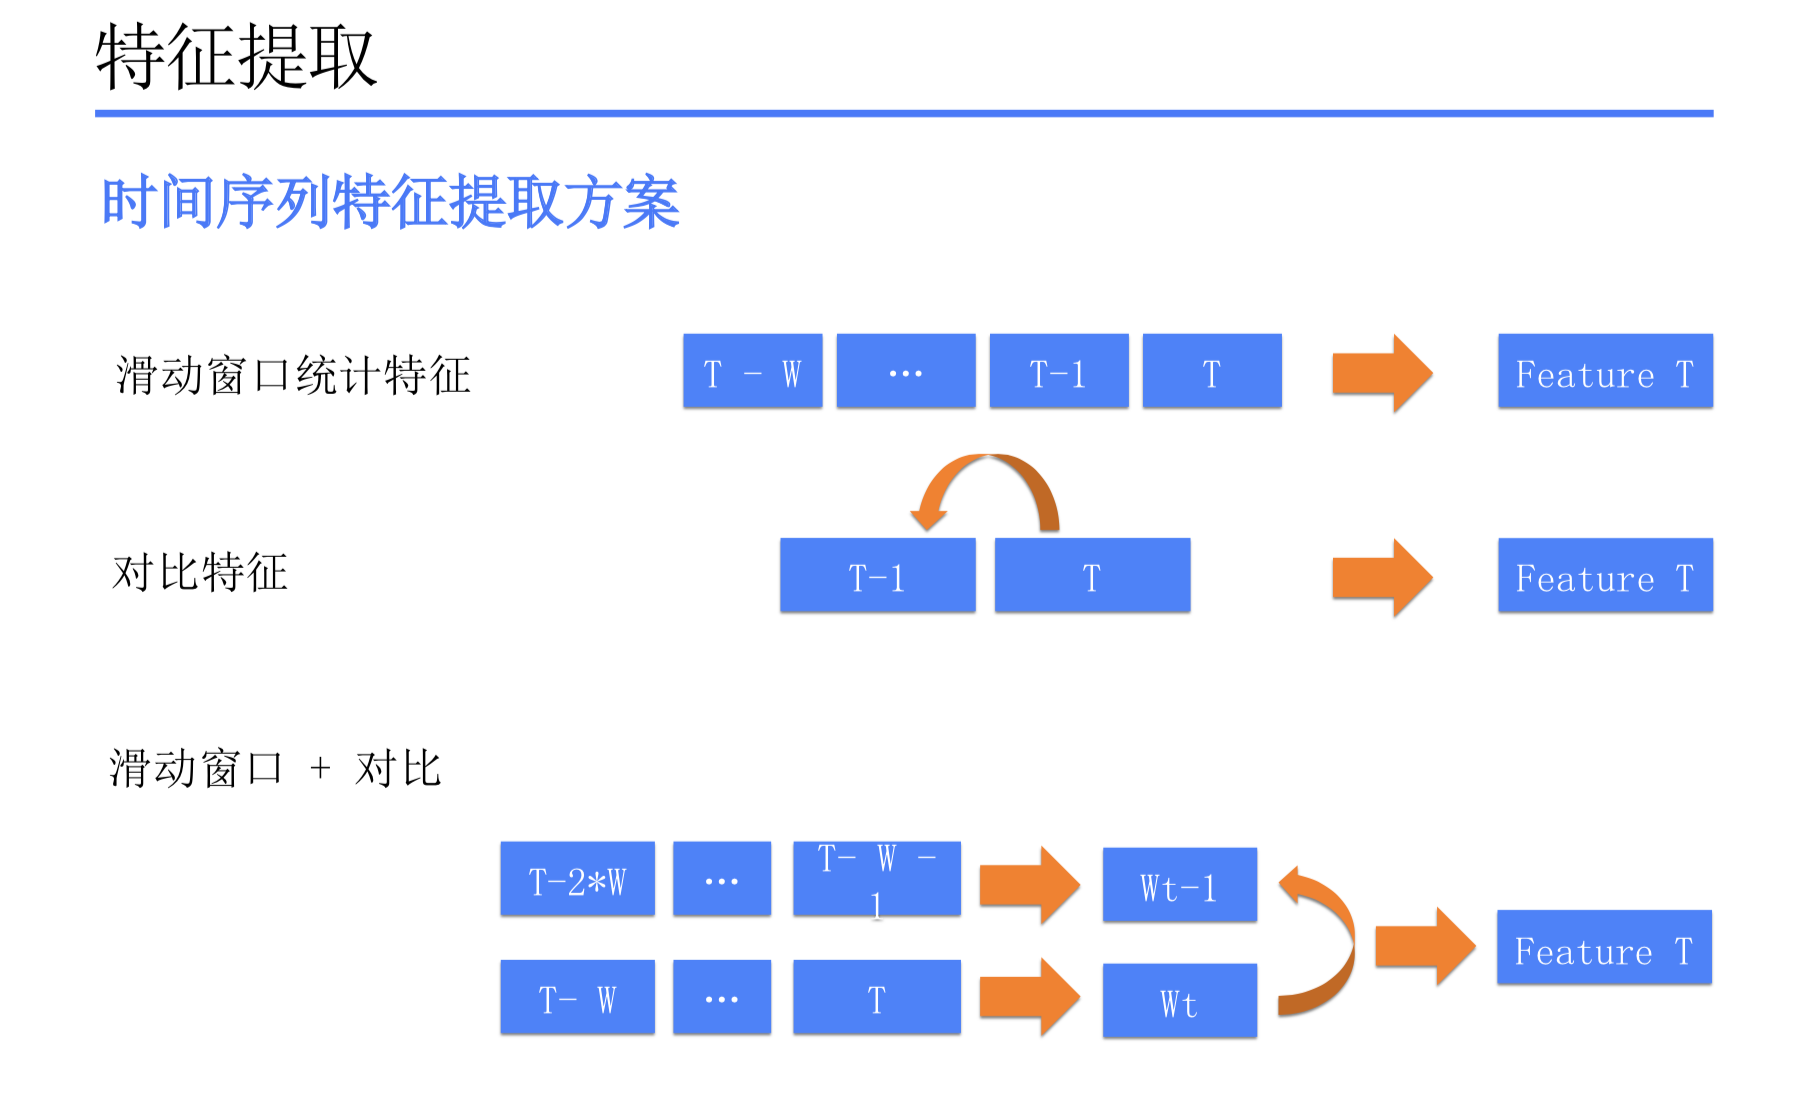 特征提取
时间序列特征提取方案
滑动窗口统计特征
T - W
...
T-1
T
Feature T
对比特征
T-1
T
Feature T
滑动窗口 + 对比
T-2*W
...
T- W -
1
Wt-1
T- W
...
T
Wt
Feature T